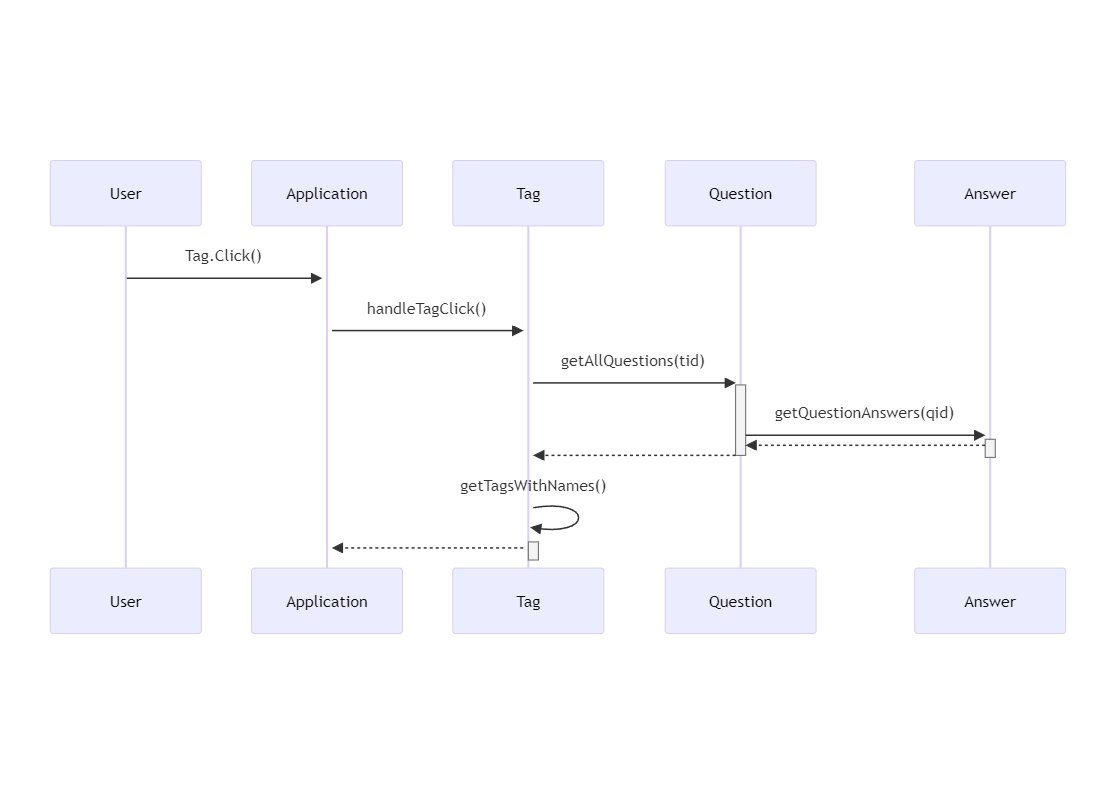 User
Application
Tag
Question
Answer
Tag.Click()
handleTagClick()
getAllQuestions(tid)
getQuestionAnswers(qid)
getTagsWithNames()
User
Application
Tag
Question
Answer